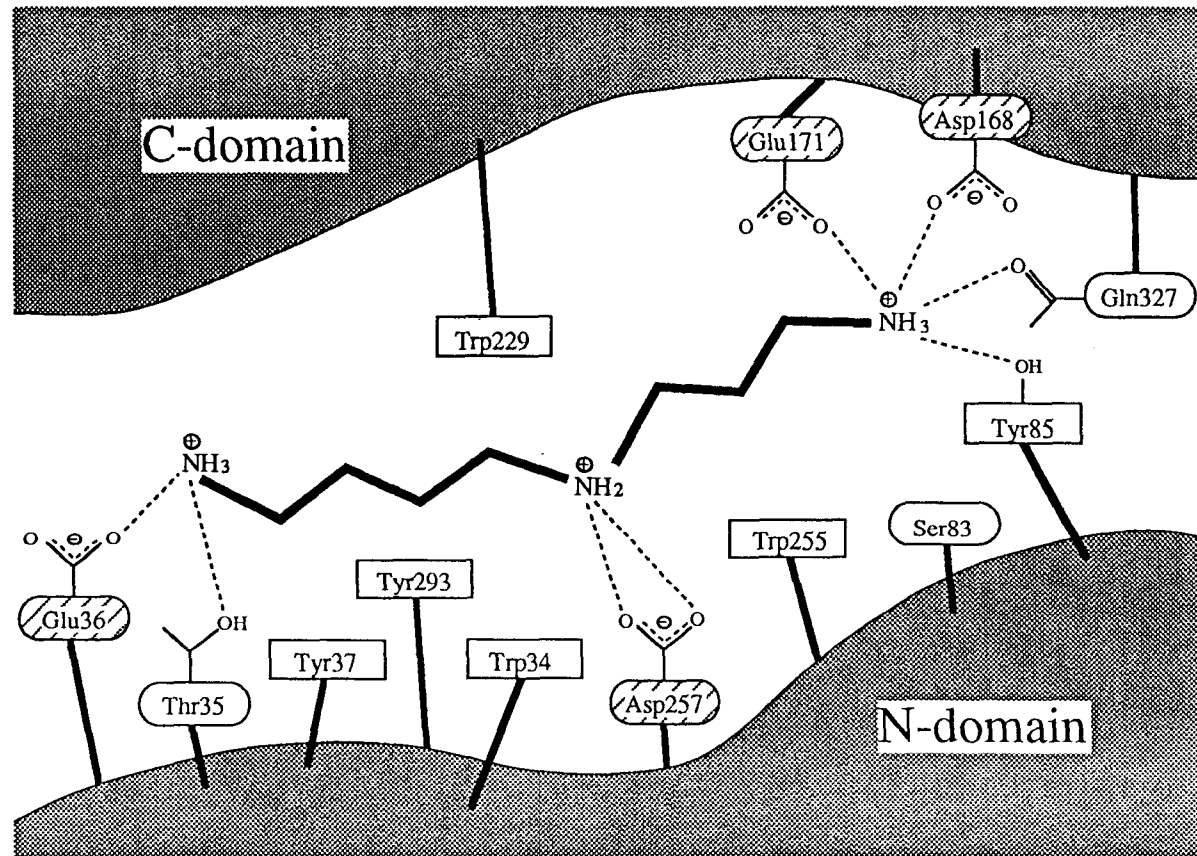 C-domain
Glu171
Asp168
O
⊖
O
O
⊖
O
O
Gln327
⊕
NH3
Trp229
OH
Tyr85
⊕
NH3
⊕
NH2
O
⊖
O
Ser83
Trp255
Tyr293
Glu36
OH
O
⊖
O
Tyr37
Trp34
Thr35
Asp257
N-domain